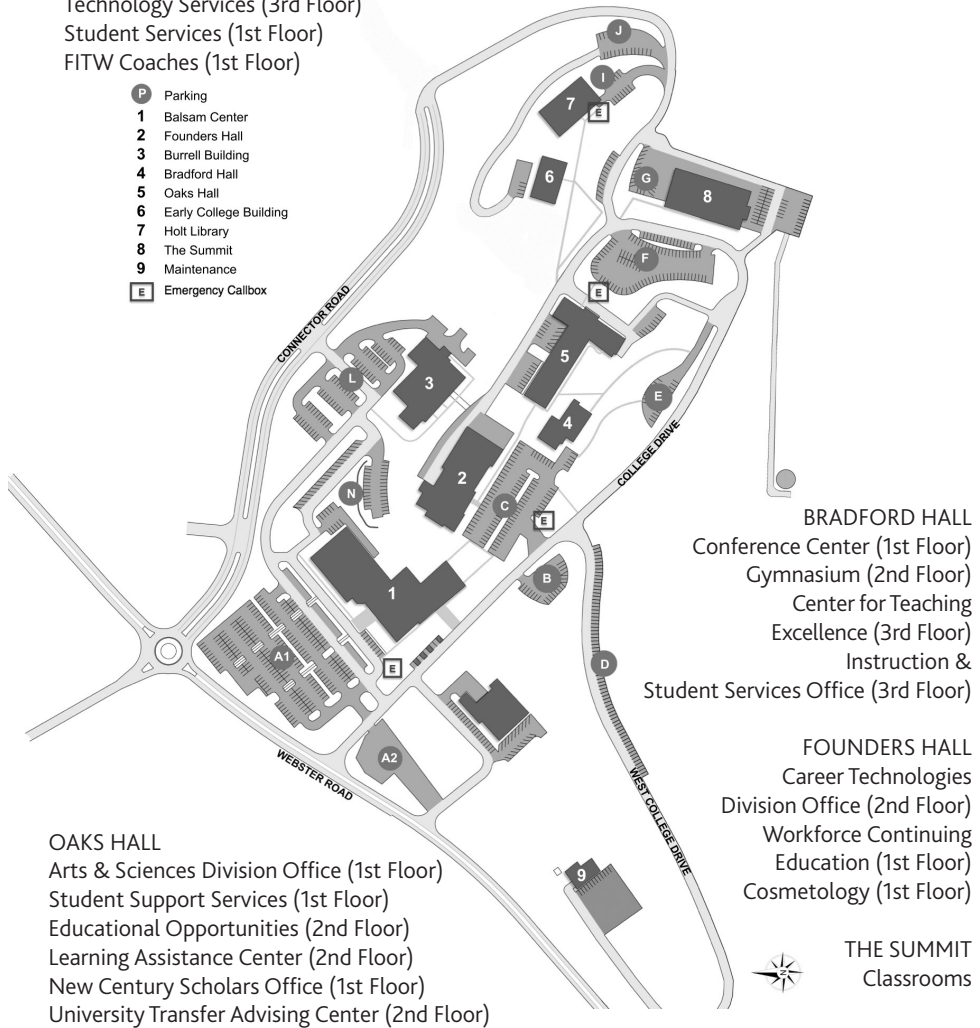 Technology Services (3rd Floor)
Student Services (1st Floor)
FITW Coaches (1st Floor)
P Parking
1 Balsam Center
2 Founders Hall
3 Burrell Building
4 Bradford Hall
5 Oaks Hall
6 Early College Building
7 Holt Library
8 The Summit
9 Maintenance
E Emergency Callbox
J
I
7
E
6
G
8
F
E
CONNECTOR ROAD
5
L
3
E
4
COLLEGE DRIVE
2
N
C
E
B
1
A1
E
D
A2
WEBSTER ROAD
WEST COLLEGE DRIVE
9
N
BRADFORD HALL
Conference Center (1st Floor)
Gymnasium (2nd Floor)
Center for Teaching
Excellence (3rd Floor)
Instruction &
Student Services Office (3rd Floor)
FOUNDERS HALL
Career Technologies
Division Office (2nd Floor)
Workforce Continuing
Education (1st Floor)
Cosmetology (1st Floor)
THE SUMMIT
Classrooms
OAKS HALL
Arts & Sciences Division Office (1st Floor)
Student Support Services (1st Floor)
Educational Opportunities (2nd Floor)
Learning Assistance Center (2nd Floor)
New Century Scholars Office (1st Floor)
University Transfer Advising Center (2nd Floor)